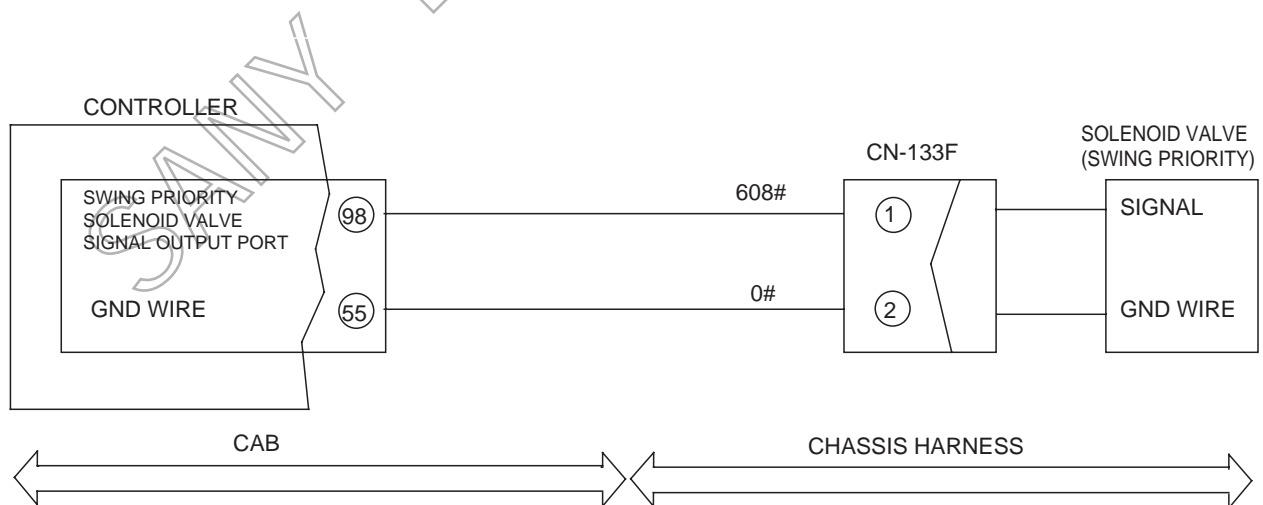 SANY
CONTROLLER
SWING PRIORITY
SOLENOID VALVE
SIGNAL OUTPUT PORT
98
GND WIRE
55
608#
0#
CN-133F
1
2
SOLENOID VALVE
(SWING PRIORITY)
SIGNAL
GND WIRE
CAB
CHASSIS HARNESS